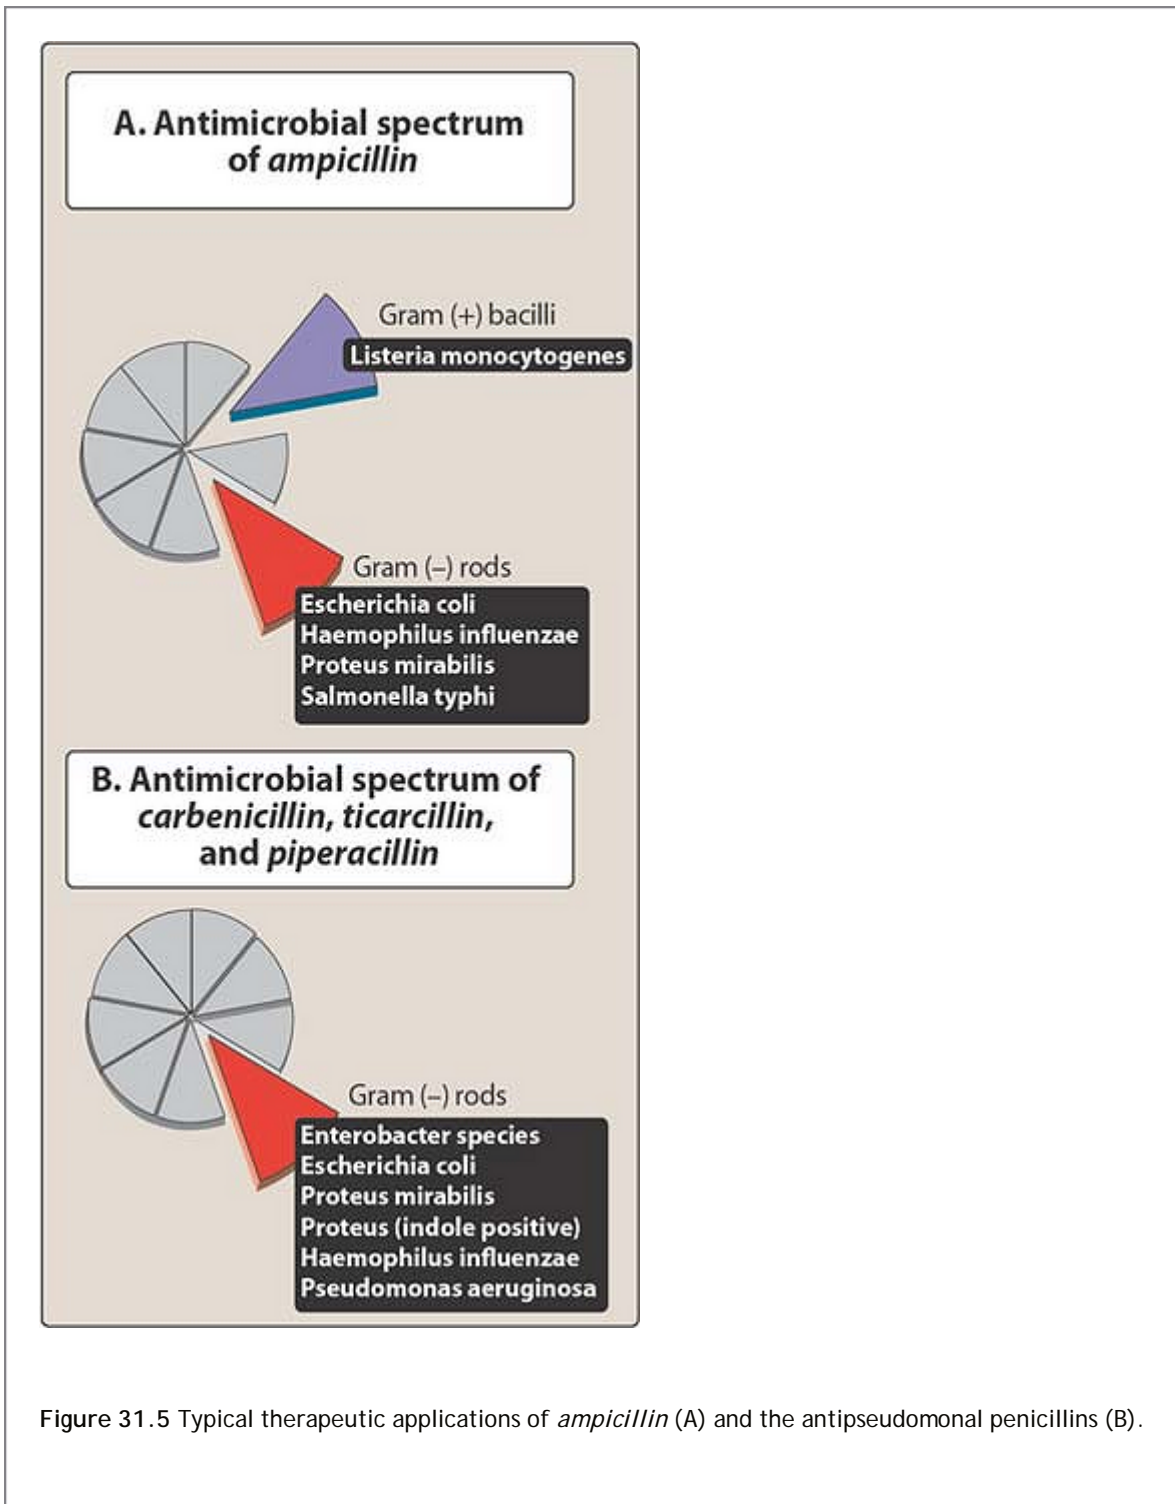 A. Antimicrobial spectrum
of ampicillin
Gram (+) bacilli
Listeria monocytogenes
Gram (–) rods
Escherichia coli
Haemophilus influenzae
Proteus mirabilis
Salmonella typhi
B. Antimicrobial spectrum of
carbenicillin, ticarcillin,
and piperacillin
Gram (–) rods
Enterobacter species
Escherichia coli
Proteus mirabilis
Proteus (indole positive)
Haemophilus influenzae
Pseudomonas aeruginosa
Figure 31.5 Typical therapeutic applications of ampicillin (A) and the antipseudomonal penicillins (B).